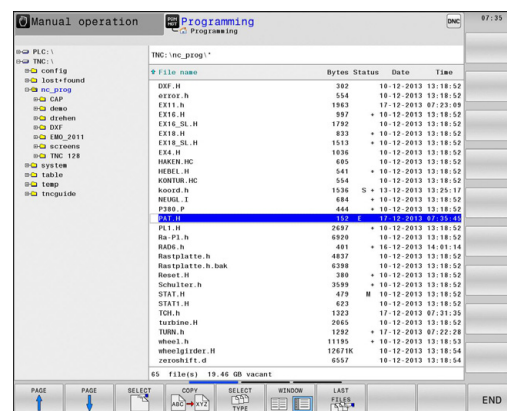 Manual operation
Programming
Programming
DNC
07:35
PLC:\
TNC:\
config
lost+found
nc_prog
CAP
demo
drehen
DXF
EMO_2011
screens
TNC 128
system
table
temp
tncguide
TNC:\nc_prog\*
File name Bytes Status Date Time
DXF.H 302 10-12-2013 13:18:52
error.h 554 10-12-2013 13:18:52
EX11.h 1963 17-12-2013 07:23:09
EX16.H 997 + 10-12-2013 13:18:52
EX16_SL.H 1792 10-12-2013 13:18:52
EX18.H 833 + 10-12-2013 13:18:52
EX18_SL.H 1513 + 10-12-2013 13:18:52
EX4.H 1036 10-12-2013 13:18:52
HAKEN.HC 605 10-12-2013 13:18:52
HEBEL.H 541 + 10-12-2013 13:18:52
KONTUR.HC 554 10-12-2013 13:18:52
koord.h 1536 S + 13-12-2013 13:25:17
NEUGL.I 684 + 10-12-2013 13:18:52
P380.P 444 + 10-12-2013 13:18:52
PAT.H 152 E 17-12-2013 07:35:45
PL1.H 2697 + 10-12-2013 13:18:52
Ra-Pl.h 6920 10-12-2013 13:18:52
RAD6.h 401 + 16-12-2013 14:01:14
Rastplatte.h 4837 10-12-2013 13:18:52
Rastplatte.h.bak 6398 10-12-2013 13:18:52
Reset.H 380 + 10-12-2013 13:18:52
Schulter.h 3599 + 10-12-2013 13:18:52
STAT.H 479 M 10-12-2013 13:18:52
STAT1.H 623 10-12-2013 13:18:52
TCH.h 1323 17-12-2013 07:31:35
turbine.H 2065 10-12-2013 13:18:52
TURN.h 1292 + 17-12-2013 07:22:28
wheel.h 11195 + 10-12-2013 13:18:53
wheelgirder.H 12671K 10-12-2013 13:18:54
zeroshift.d 6557 10-12-2013 13:18:54
65 file(s) 19.46 GB vacant
PAGE
PAGE
SELECT
COPY
ABC→XYZ
SELECT
TYPE
WINDOW
LAST
FILES
END